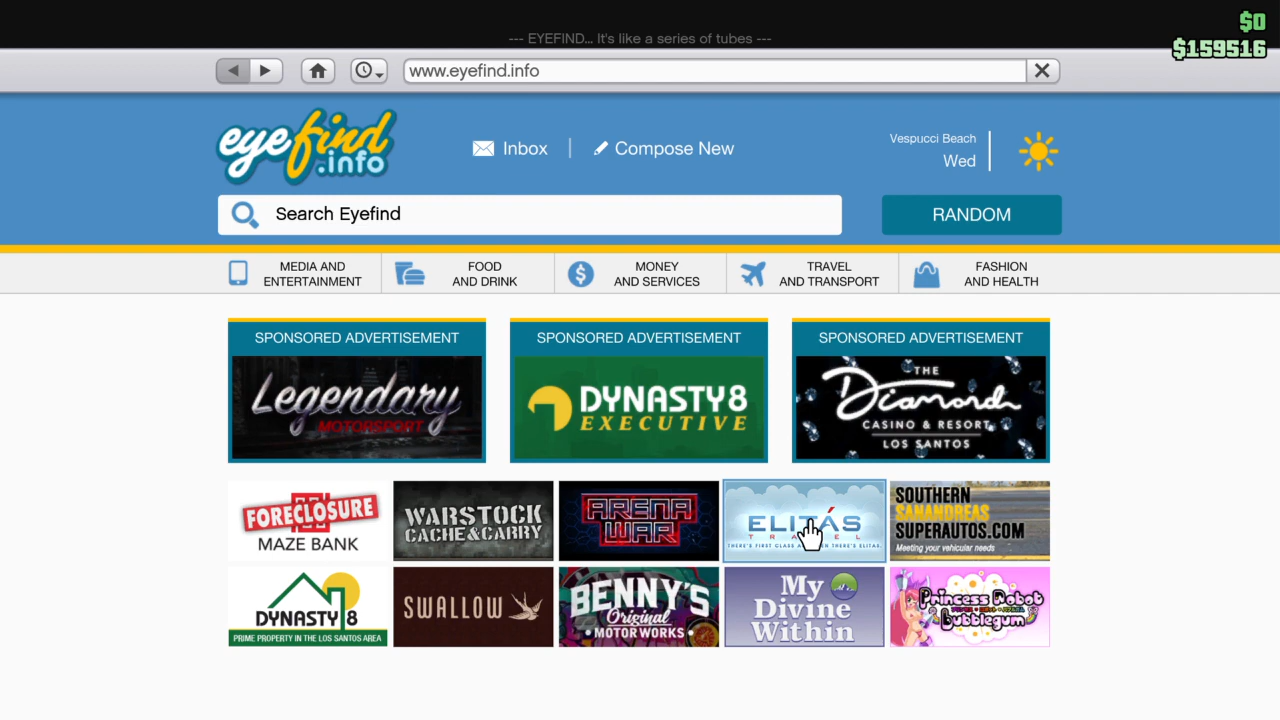 $0
--- EYEFIND... It's like a series of tubes ---
$159516
www.eyefind.info
eyefind
.info
Inbox
Compose New
Vespucci Beach
Wed
Search Eyefind
RANDOM
MEDIA AND
ENTERTAINMENT
FOOD
AND DRINK
MONEY
AND SERVICES
TRAVEL
AND TRANSPORT
FASHION
AND HEALTH
SPONSORED ADVERTISEMENT
Legendary
MOTORSPORT
SPONSORED ADVERTISEMENT
DYNASTY8
EXECUTIVE
SPONSORED ADVERTISEMENT
THE
Diamond
CASINO & RESORT
LOS SANTOS
FORECLOSURE
MAZE BANK
WARSTOCK
CACHE&CARRY
ARENA
WAR
ELITÁS
SOUTHERN
SANANDREAS
SUPERAUTOS.COM
Meeting your vehicular needs
DYNASTY 8
PRIME PROPERTY IN THE LOS SANTOS AREA
SWALLOW
BENNY'S
Original
MOTOR WORKS
My
Divine
Within
Princess Robot
Bubblegum